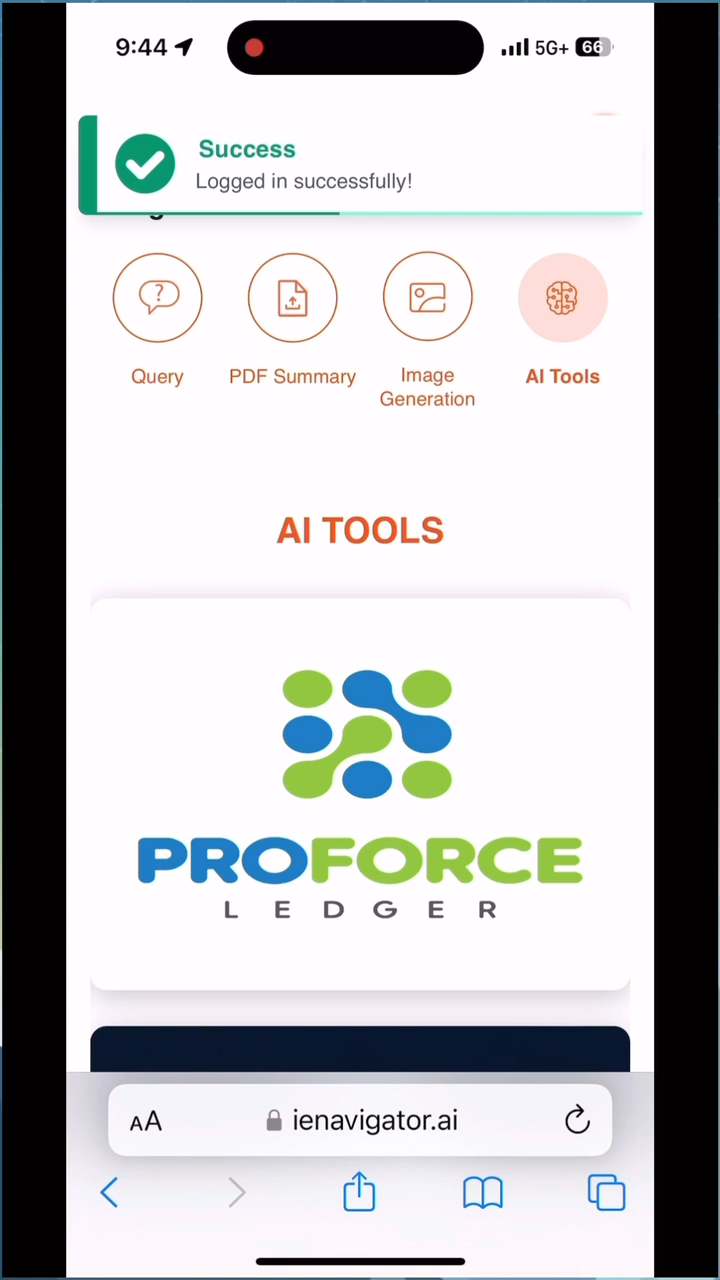 9:44
5G+ 66
Success
Logged in successfully!
?
Query
PDF Summary
Image
Generation
AI Tools
AI TOOLS
PROFORCE
LEDGER
AA
ienavigator.ai